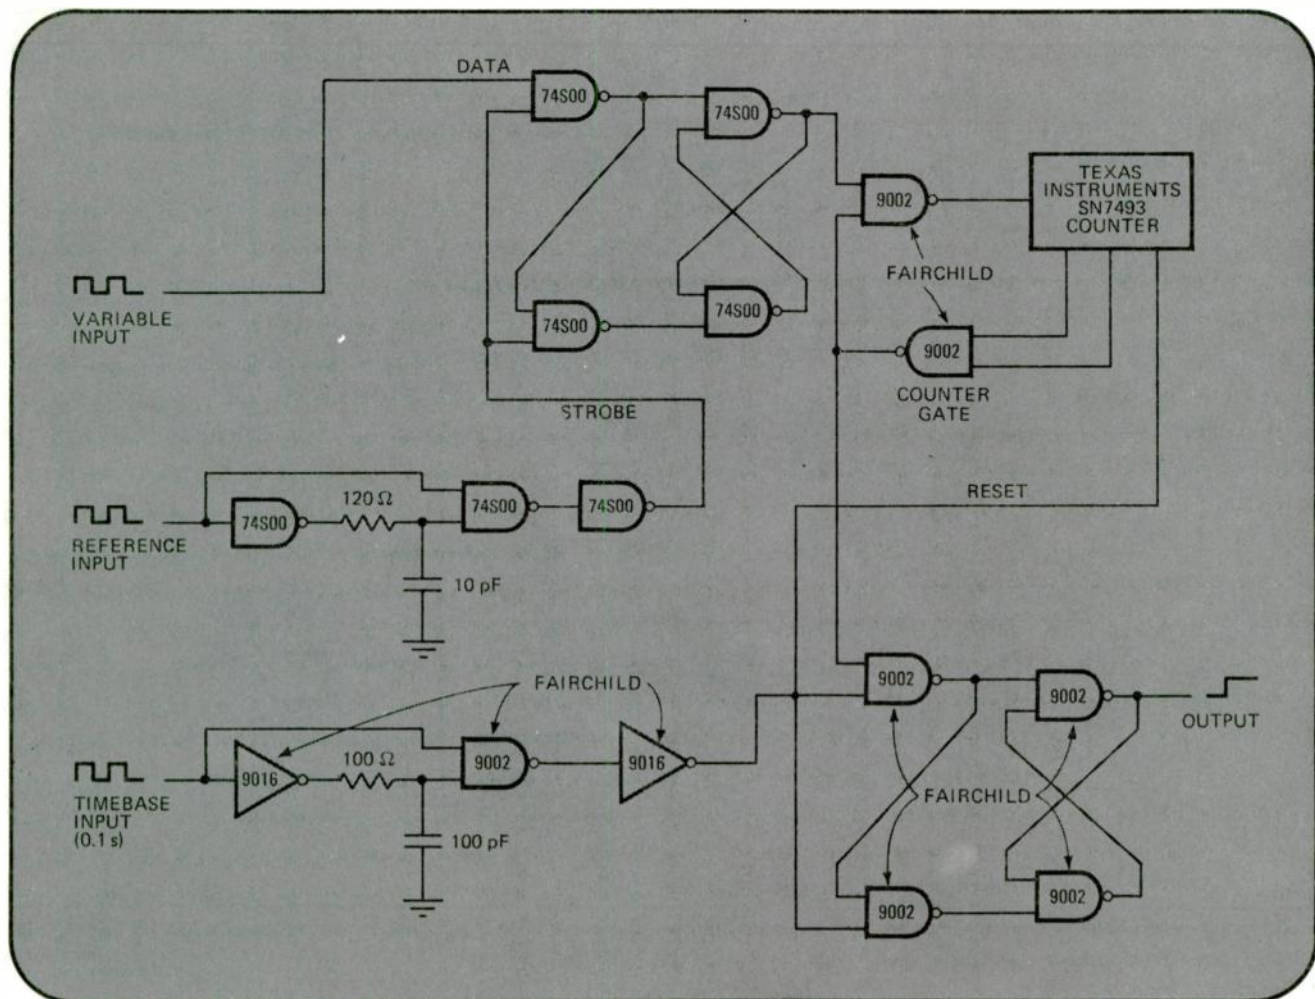 DATA
74S00
74S00
9002
TEXAS
INSTRUMENTS
SN7493
COUNTER
FAIRCHILD
VARIABLE
INPUT
74S00
74S00
9002
COUNTER
GATE
STROBE
RESET
REFERENCE
INPUT
74S00
120 Ω
74S00
74S00
10 pF
FAIRCHILD
9002
9002
OUTPUT
TIMEBASE
INPUT
(0.1 s)
9016
100 Ω
9002
9016
100 pF
FAIRCHILD
9002
9002